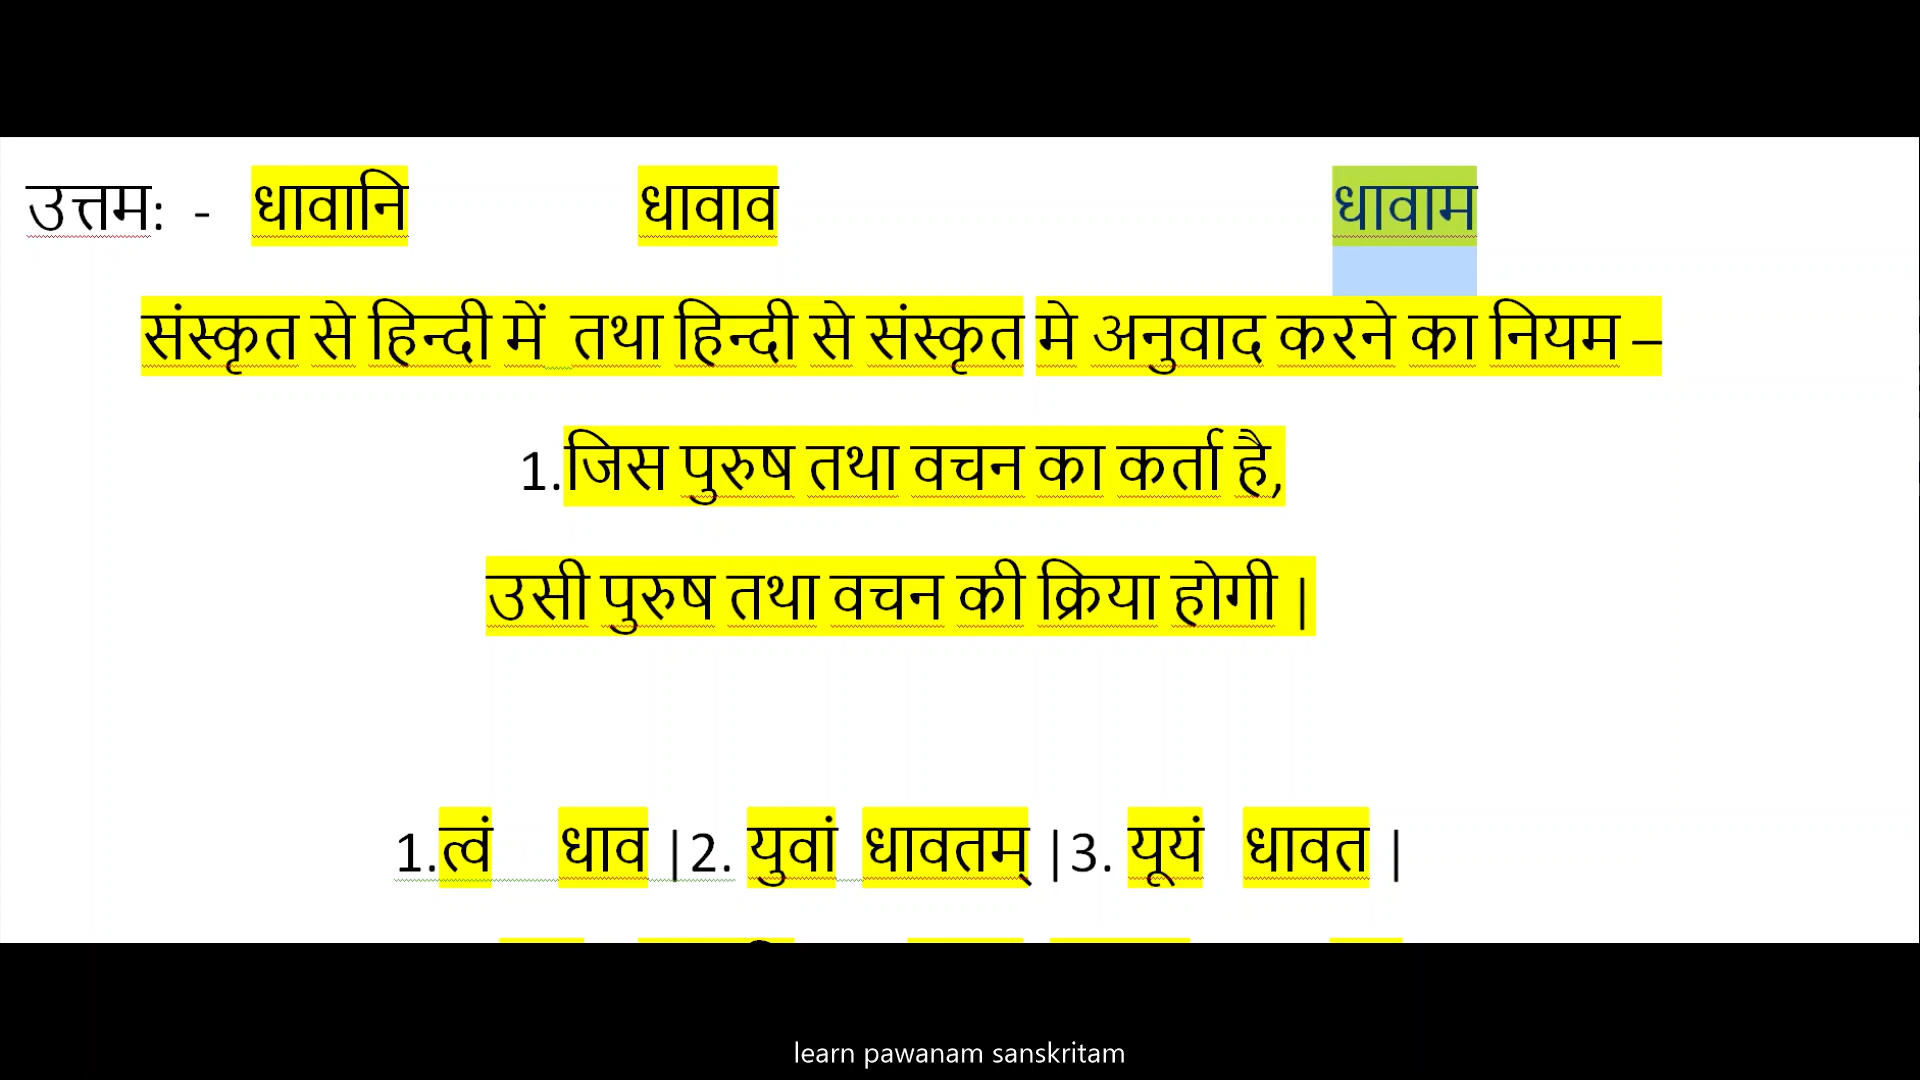 उत्तम: - धावानि धावाव धावाम
संस्कृत से हिन्दी में तथा हिन्दी से संस्कृत मे अनुवाद करने का नियम –
1.जिस पुरुष तथा वचन का कर्ता है,
उसी पुरुष तथा वचन की क्रिया होगी |
1.त्वं धाव |2. युवां धावतम् |3. यूयं धावत |
learn pawanam sanskritam